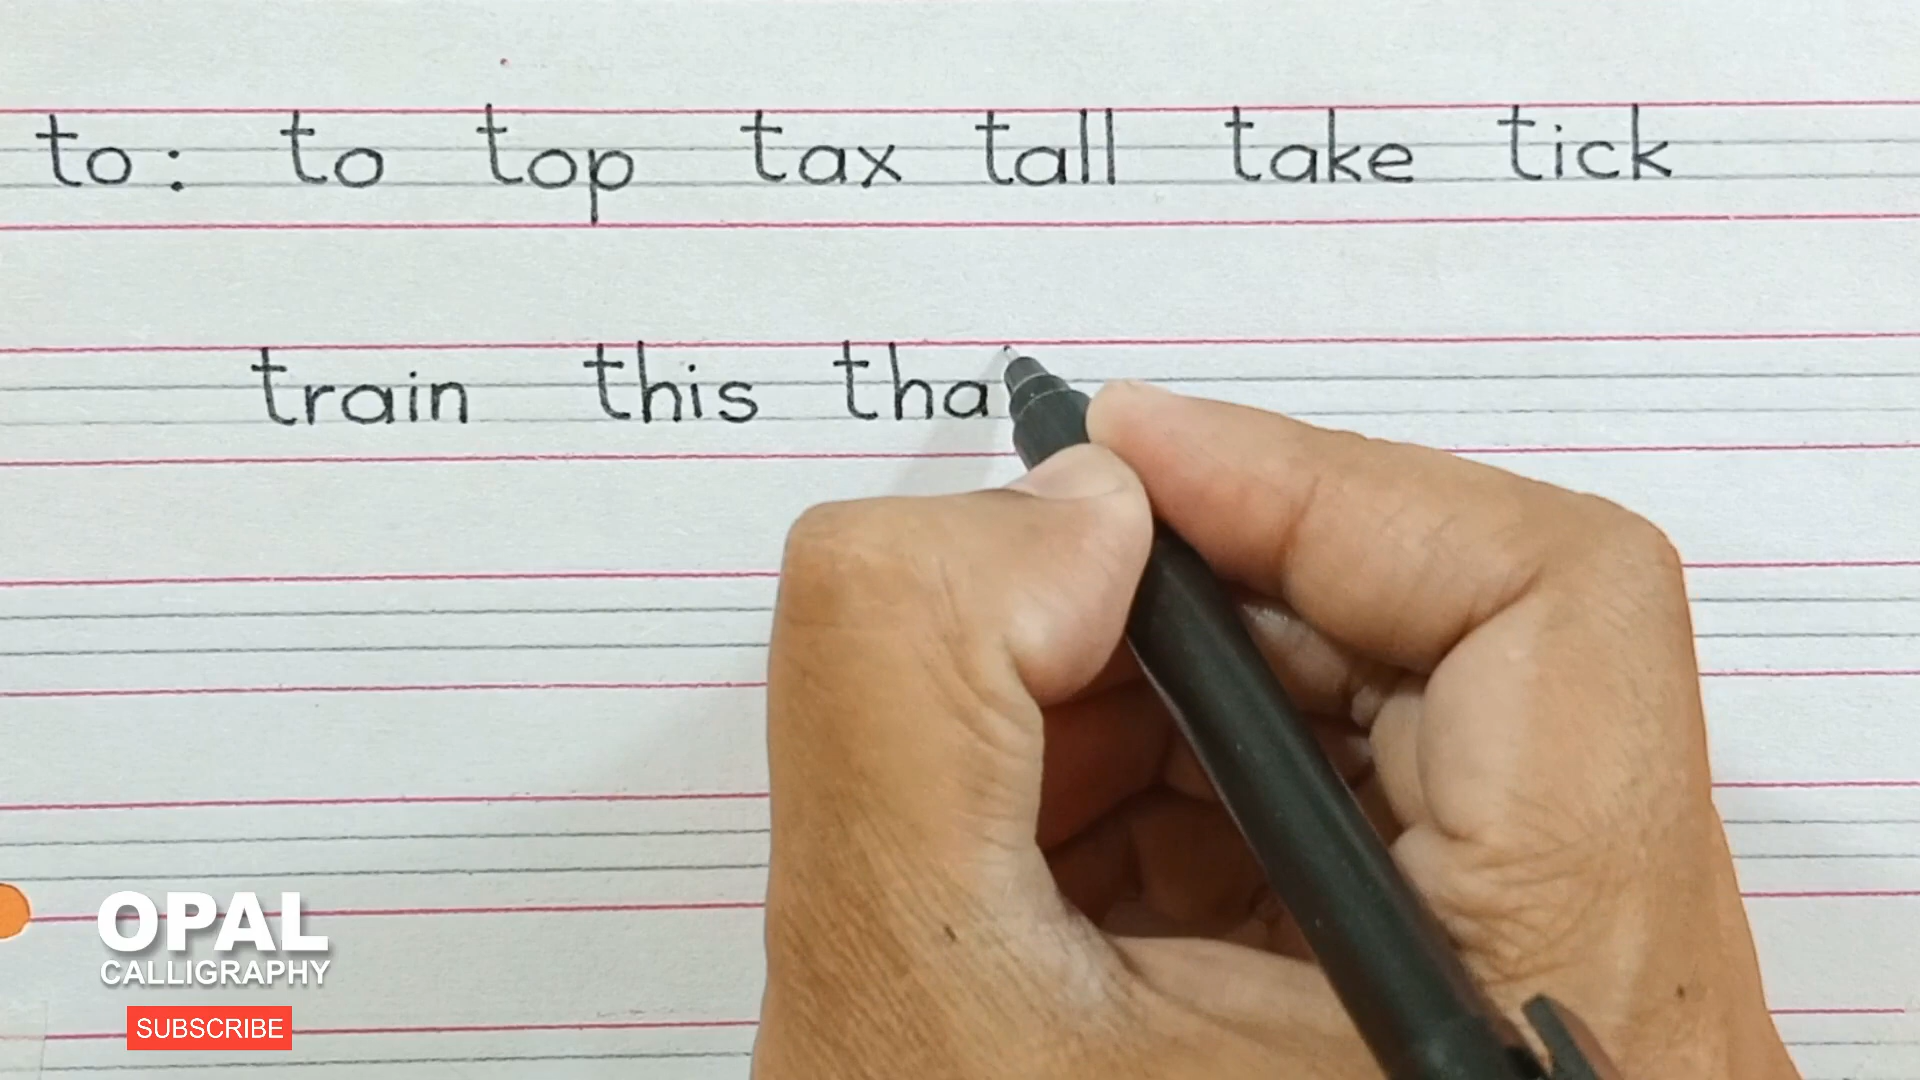 to: to top tax tall take tick
train this tha
OPAL
CALLIGRAPHY
SUBSCRIBE